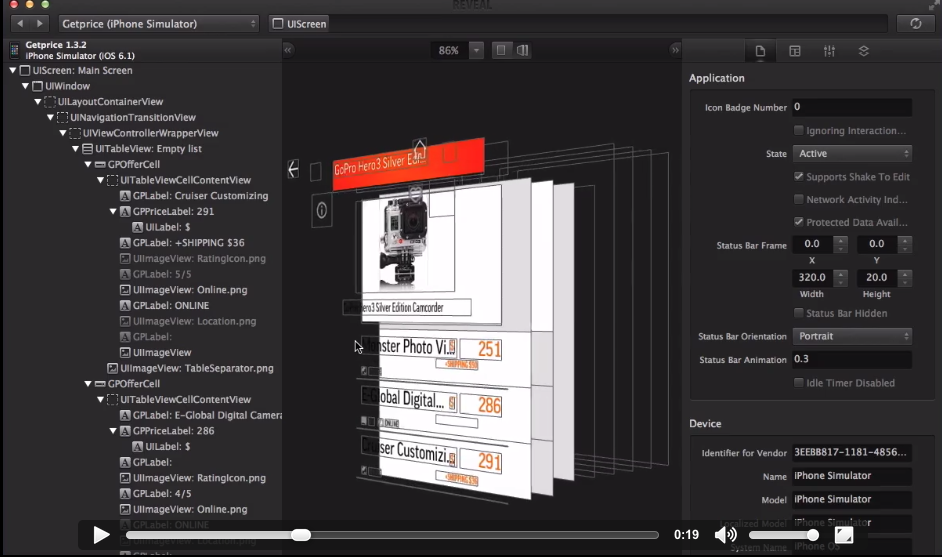 REVEAL
Getprice (iPhone Simulator)
UIScreen
Getprice 1.3.2
iPhone Simulator (iOS 6.1)
86%
UIScreen: Main Screen
UIWindow
UILayoutContainerView
UINavigationTransitionView
UIViewControllerWrapperView
UITableView: Empty list
GPOfferCell
UITableViewCellContentView
GPLabel: Cruiser Customizing
GPPriceLabel: 291
UILabel: $
GPLabel: +SHIPPING $36
UIImageView: RatingIcon.png
GPLabel: 5/5
UIImageView: Online.png
GPLabel: ONLINE
UIImageView: Location.png
GPLabel:
UIImageView
UIImageView: TableSeparator.png
GPOfferCell
UITableViewCellContentView
GPLabel: E-Global Digital Camera
GPPriceLabel: 286
UILabel: $
GPLabel:
UIImageView: RatingIcon.png
GPLabel: 4/5
UIImageView: Online.png
GPLabel: ONLINE
UIImageView: Location.png
GoPro Hero3 Silver Edi...
ero3 Silver Edition Camcorder
Monster Photo Vi...
$
251
E-Global Digital...
$
286
ONLINE
Cruiser Customizi...
$
291
Application
Icon Badge Number 0
Ignoring Interaction...
State Active
Supports Shake To Edit
Network Activity Ind...
Protected Data Avail...
Status Bar Frame 0.0 0.0
X Y
320.0 20.0
Width Height
Status Bar Hidden
Status Bar Orientation Portrait
Status Bar Animation 0.3
Idle Timer Disabled
Device
Identifier for Vendor 3EEBB817-1181-4856...
Name iPhone Simulator
Model iPhone Simulator
Localized Model iPhone Simulator
System Name iPhone OS
0:19